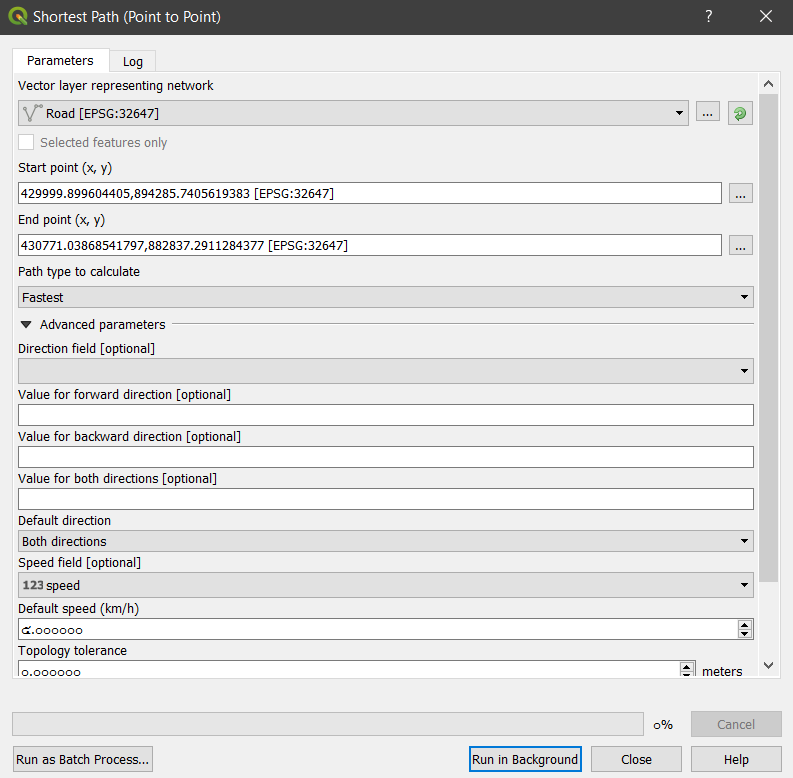 Shortest Path (Point to Point)
?
Parameters
Log
Vector layer representing network
Road [EPSG:32647]
...
Selected features only
Start point (x, y)
429999.899604405,894285.7405619383 [EPSG:32647]
...
End point (x, y)
430771.03868541797,882837.2911284377 [EPSG:32647]
...
Path type to calculate
Fastest
Advanced parameters
Direction field [optional]
Value for forward direction [optional]
Value for backward direction [optional]
Value for both directions [optional]
Default direction
Both directions
Speed field [optional]
123 speed
Default speed (km/h)
๕.๐๐๐๐๐๐
Topology tolerance
๐.๐๐๐๐๐๐
meters
๐%
Cancel
Run as Batch Process...
Run in Background
Close
Help